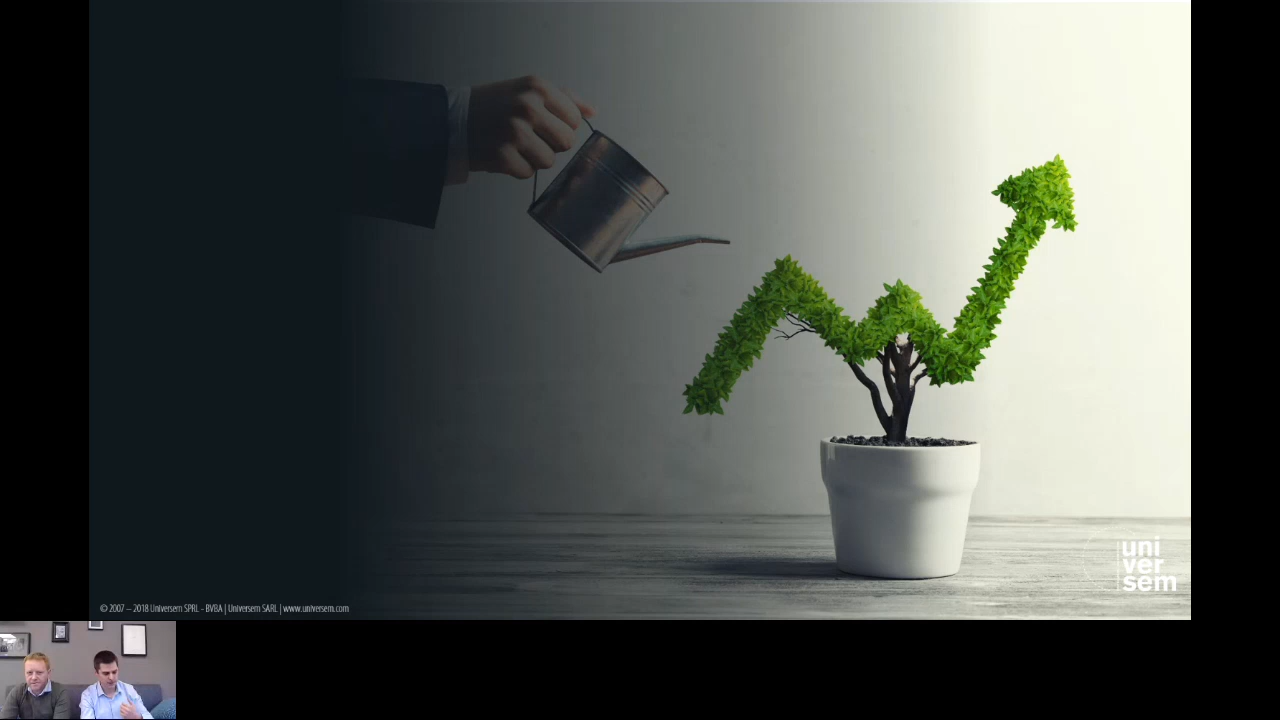 uni
ver
sem
© 2007 – 2018 Universem SPRL - BVBA | Universem SARL | www.universem.com